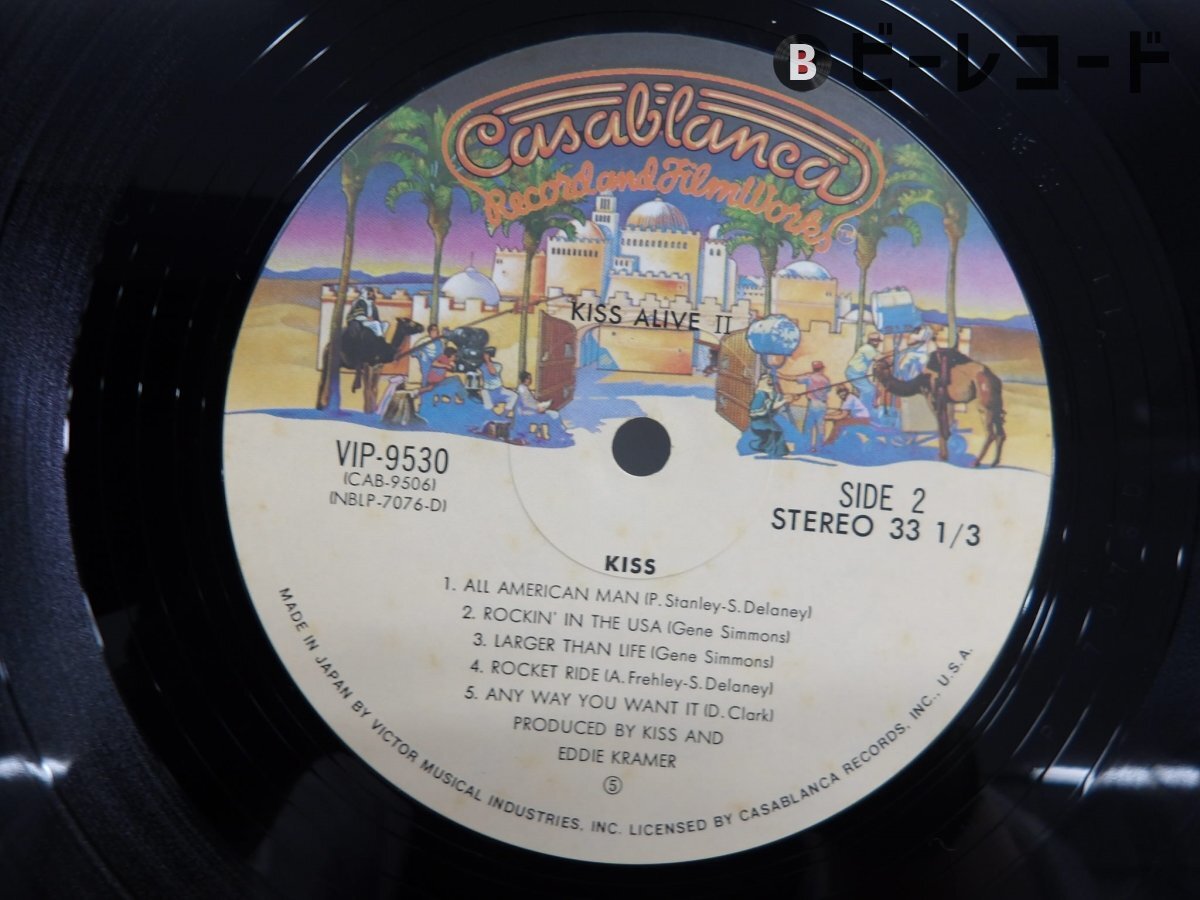 B ビーレコード
Casablanca
Record and FilmWorks
TM
KISS ALIVE II
VIP-9530
(CAB-9506)
(NBLP-7076-D)
SIDE 2
STEREO 33 1/3
KISS
1. ALL AMERICAN MAN (P. Stanley-S. Delaney)
2. ROCKIN' IN THE USA (Gene Simmons)
3. LARGER THAN LIFE (Gene Simmons)
4. ROCKET RIDE (A. Frehley-S. Delaney)
5. ANY WAY YOU WANT IT (D. Clark)
PRODUCED BY KISS AND
EDDIE KRAMER
⑤
MADE IN JAPAN BY VICTOR MUSICAL INDUSTRIES, INC. LICENSED BY CASABLANCA RECORDS, INC., U.S.A.